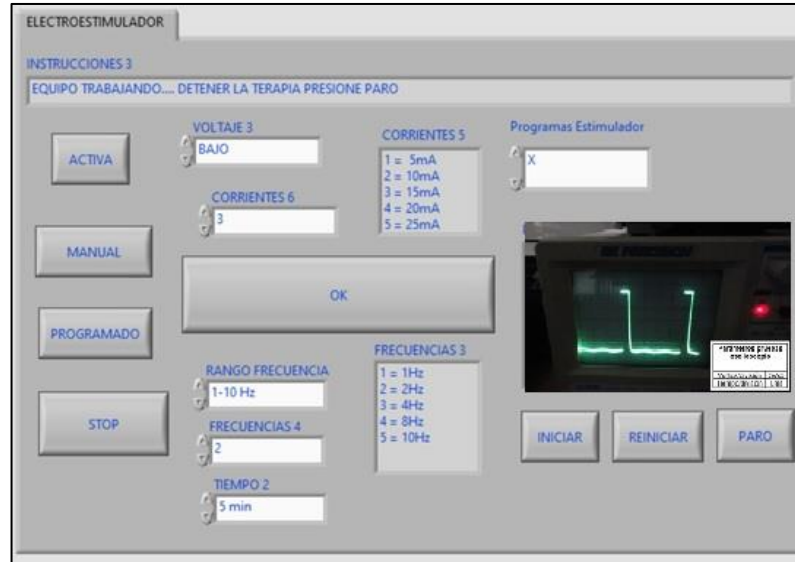 ELECTROESTIMULADOR
INSTRUCCIONES 3
EQUIPO TRABAJANDO.... DETENER LA TERAPIA PRESIONE PARO
ACTIVA
MANUAL
PROGRAMADO
STOP
VOLTAJE 3
BAJO
CORRIENTES 6
3
CORRIENTES 5
1 = 5mA
2 = 10mA
3 = 15mA
4 = 20mA
5 = 25mA
Programas Estimulador
X
OK
RANGO FRECUENCIA
1-10 Hz
FRECUENCIAS 4
2
TIEMPO 2
5 min
FRECUENCIAS 3
1 = 1Hz
2 = 2Hz
3 = 4Hz
4 = 8Hz
5 = 10Hz
INICIAR
REINICIAR
PARO